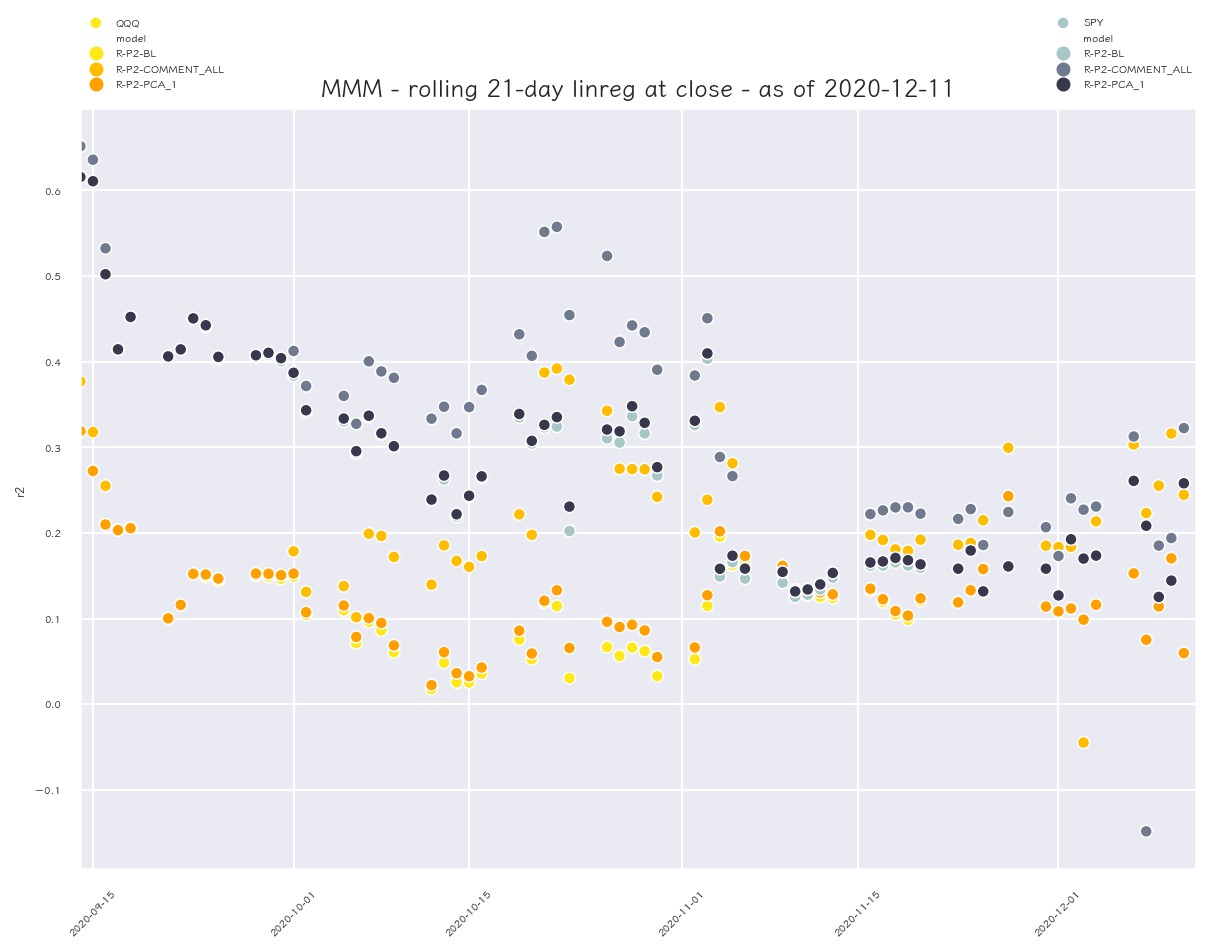 QQQ
model
R-P2-BL
R-P2-COMMENT_ALL
R-P2-PCA_1
SPY
model
R-P2-BL
R-P2-COMMENT_ALL
R-P2-PCA_1
MMM - rolling 21-day linreg at close - as of 2020-12-11
r2
0.6
0.5
0.4
0.3
0.2
0.1
0.0
−0.1
2020-09-15
2020-10-01
2020-10-15
2020-11-01
2020-11-15
2020-12-01